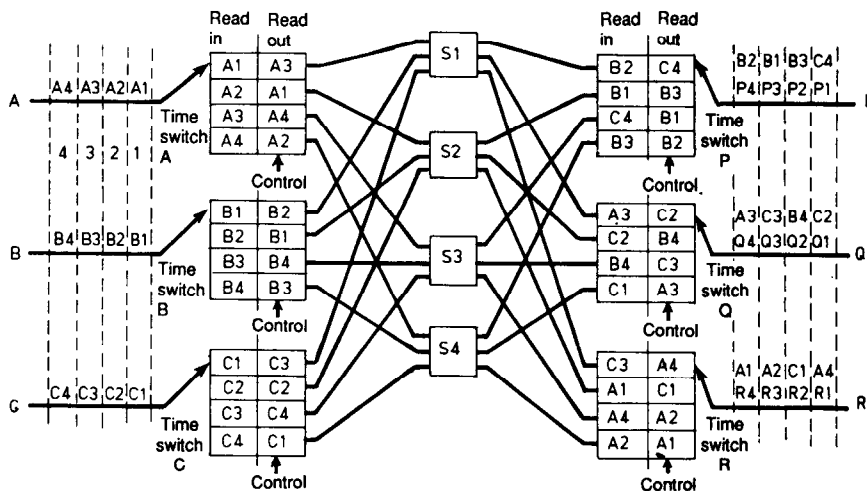 Read in
Read out
A1 A3
A2 A1
A3 A4
A4 A2
Control
A4 A3 A2 A1
A
Time switch A
4 3 2 1
B1 B2
B2 B1
B3 B4
B4 B3
Control
B4 B3 B2 B1
B
Time switch B
C1 C3
C2 C2
C3 C4
C4 C1
Control
C4 C3 C2 C1
C
Time switch C
S1
S2
S3
S4
Read in
Read out
B2 C4
B1 B3
C4 B1
B3 B2
Control
B2 B1 B3 C4
P4 P3 P2 P1
Time switch P
A3 C2
C2 B4
B4 C3
C1 A3
Control
A3 C3 B4 C2
Q4 Q3 Q2 Q1
Q
Time switch Q
C3 A4
A1 C1
A4 A2
A2 A1
Control
A1 A2 C1 A4
R4 R3 R2 R1
R
Time switch R